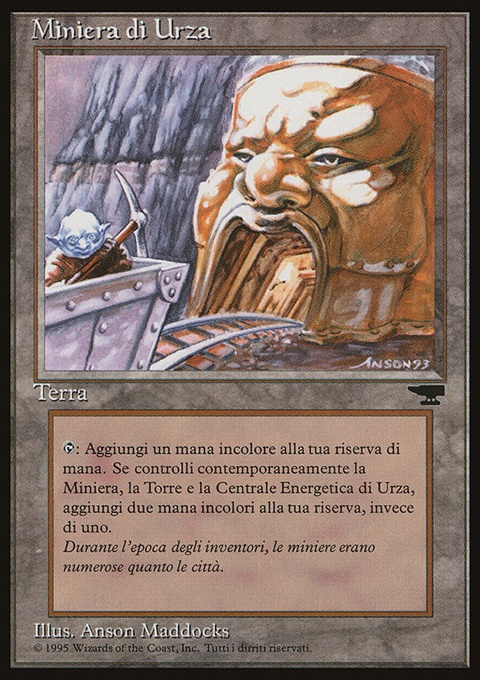 Miniera di Urza
ANSON93
Terra
: Aggiungi un mana incolore alla tua riserva di
mana. Se controlli contemporaneamente la
Miniera, la Torre e la Centrale Energetica di Urza,
aggiungi due mana incolori alla tua riserva, invece
di uno.
Durante l'epoca degli inventori, le miniere erano
numerose quanto le città.
Illus. Anson Maddocks
© 1995 Wizards of the Coast, Inc. Tutti i dirriti riservati.